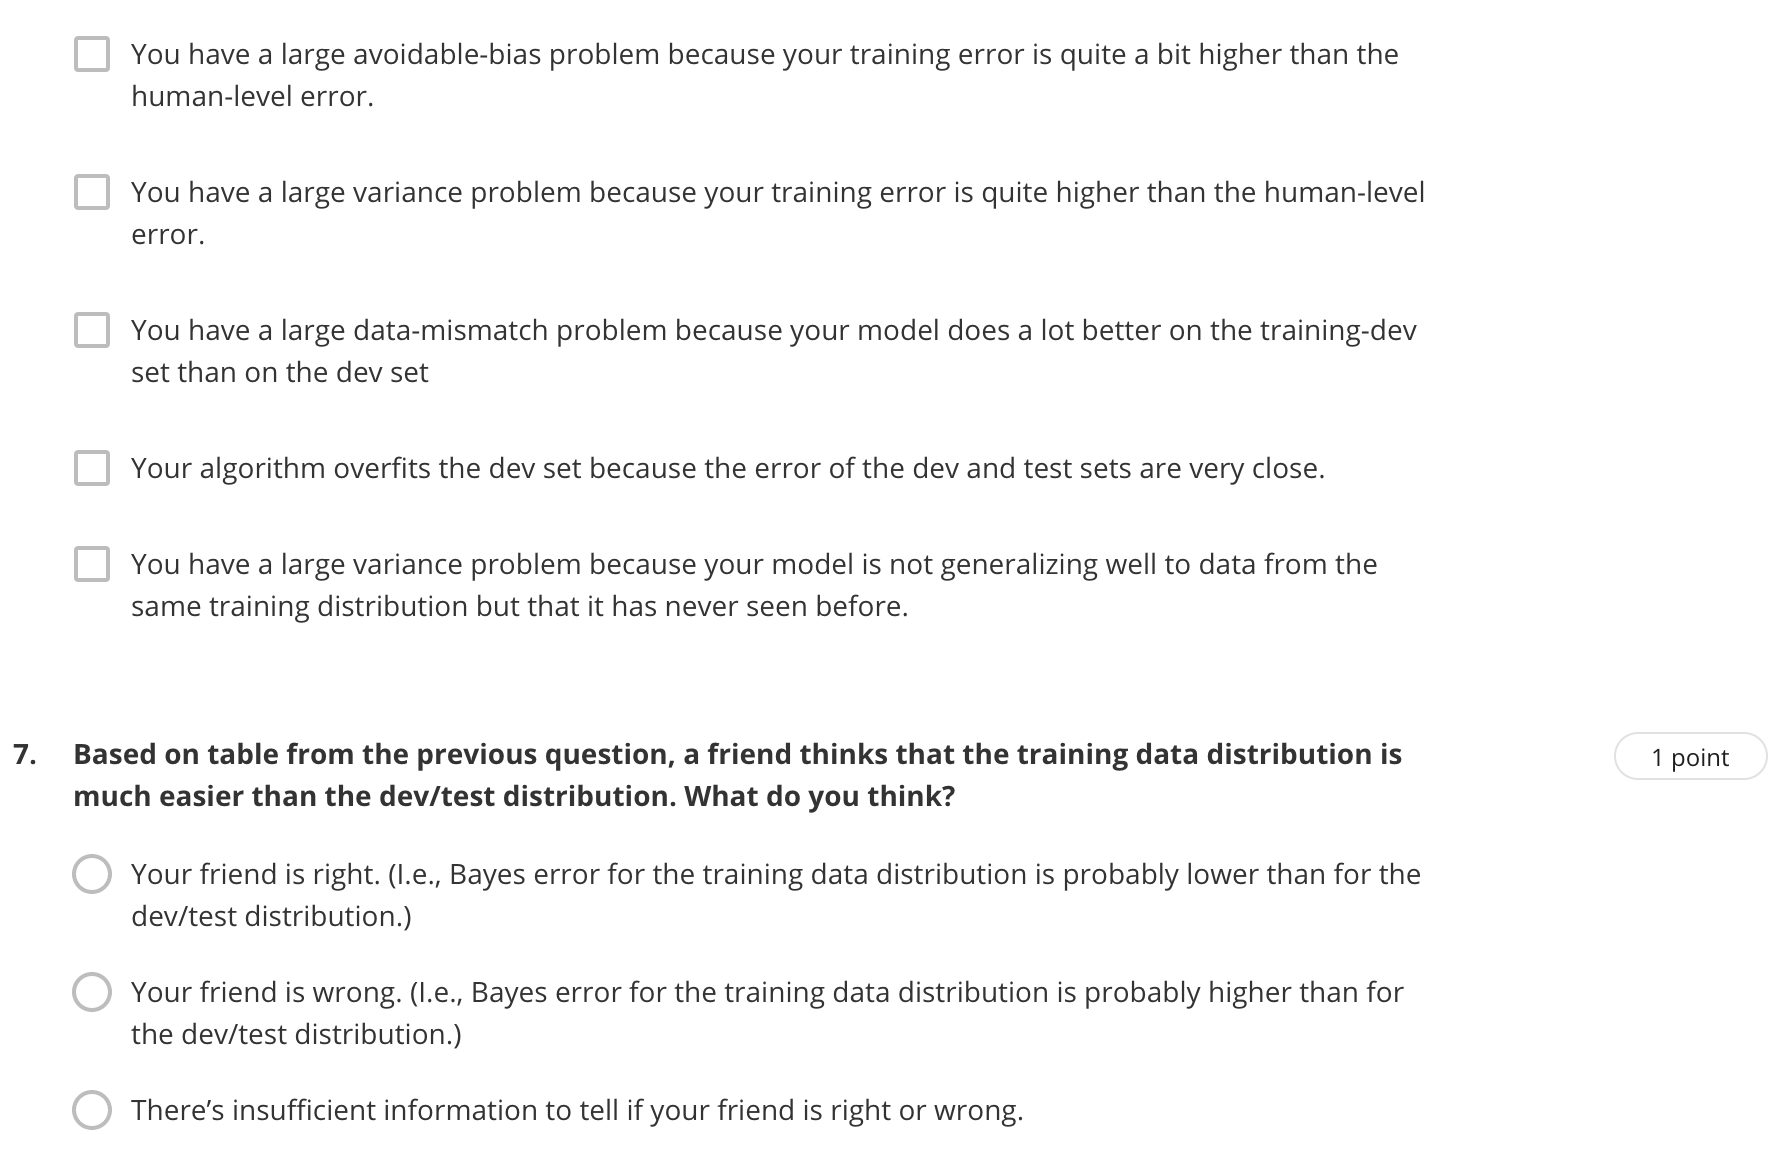 You have a large avoidable-bias problem because your training error is quite a bit higher than the
human-level error.
You have a large variance problem because your training error is quite higher than the human-level
error.
You have a large data-mismatch problem because your model does a lot better on the training-dev
set than on the dev set
Your algorithm overfits the dev set because the error of the dev and test sets are very close.
You have a large variance problem because your model is not generalizing well to data from the
same training distribution but that it has never seen before.
7. Based on table from the previous question, a friend thinks that the training data distribution is
much easier than the dev/test distribution. What do you think?
1 point
Your friend is right. (I.e., Bayes error for the training data distribution is probably lower than for the
dev/test distribution.)
Your friend is wrong. (I.e., Bayes error for the training data distribution is probably higher than for
the dev/test distribution.)
There’s insufficient information to tell if your friend is right or wrong.